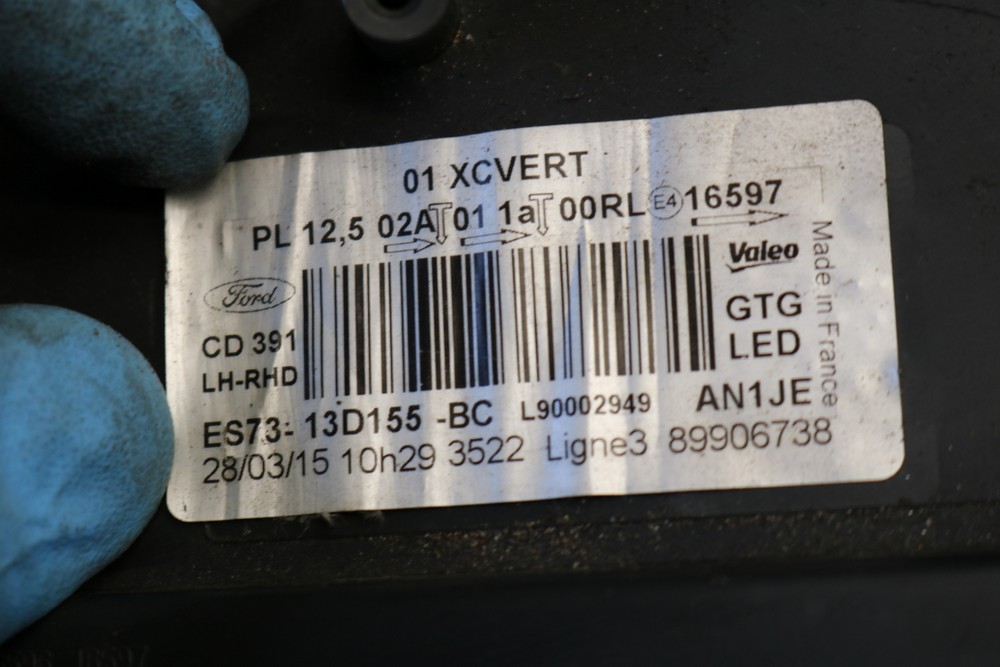 01 XCVERT
PL 12,5 02A 01 1a 00RL E4 16597
Ford
Valeo
Made in France
GTG
LED
CD 391
LH-RHD
ES73- 13D155 -BC L90002949 AN1JE
28/03/15 10h29 3522 Ligne3 89906738